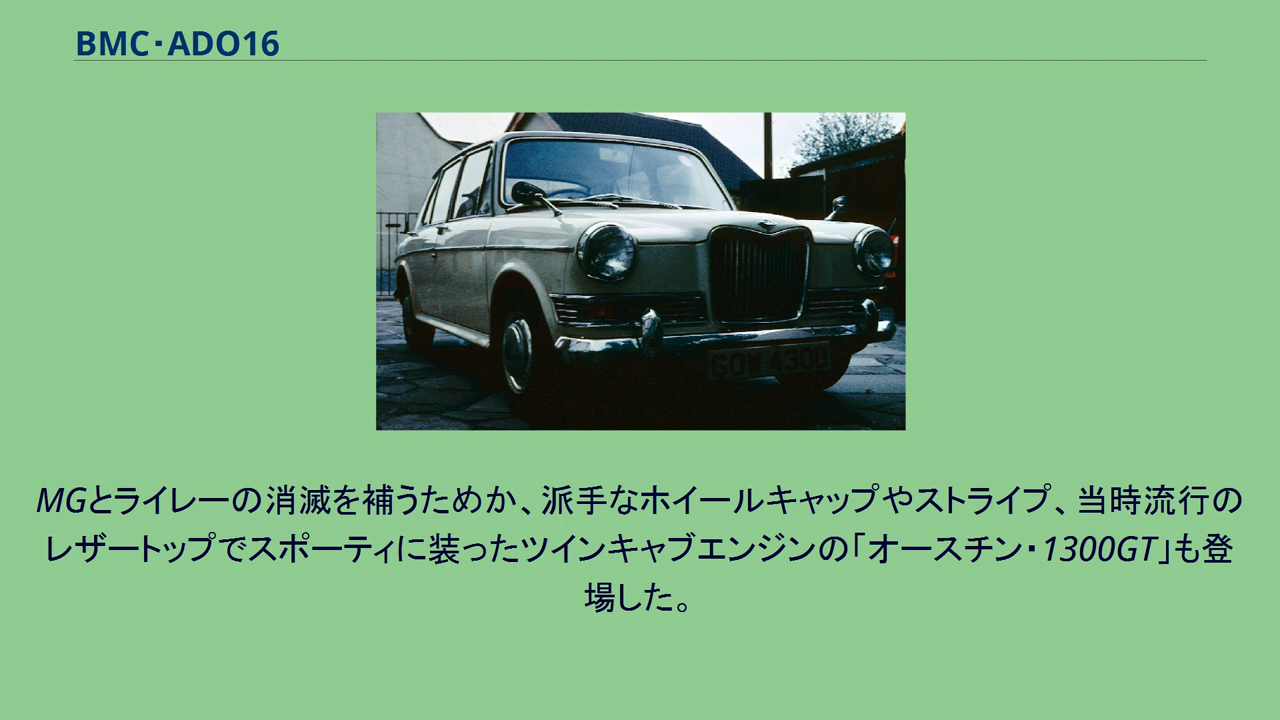 BMC・ADO16
GOW 430B
MGとライレーの消滅を補うためか、派手なホイールキャップやストライプ、当時流行の
レザートップでスポーティに装ったツインキャブエンジンの「オースチン・1300GT」も登
場した。